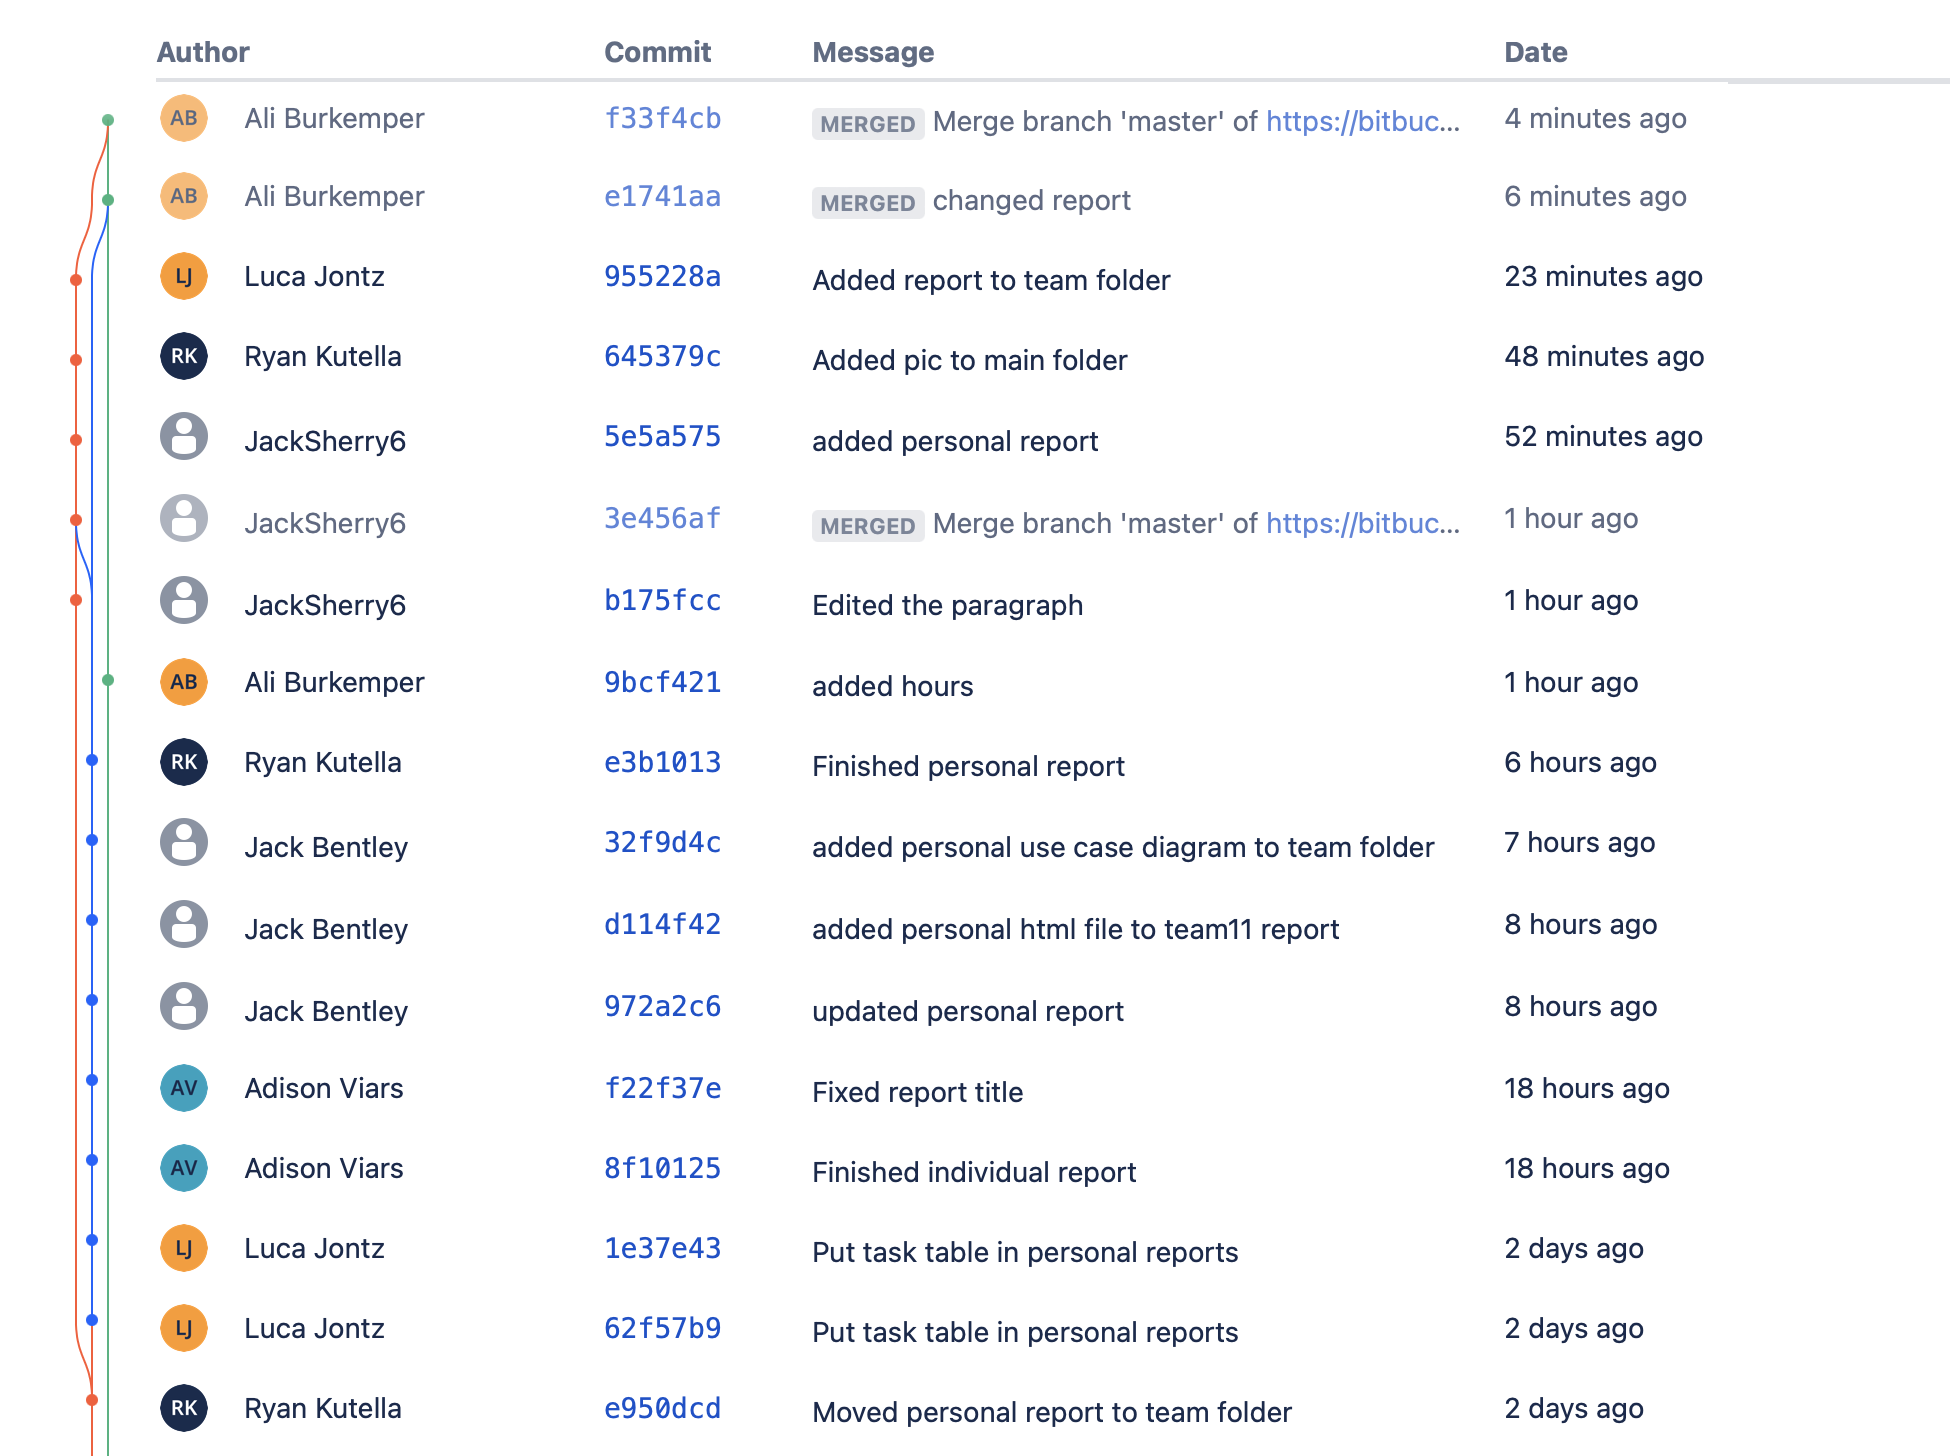 Author Commit Message Date
AB Ali Burkemper f33f4cb MERGED Merge branch 'master' of https://bitbuc... 4 minutes ago
AB Ali Burkemper e1741aa MERGED changed report 6 minutes ago
LJ Luca Jontz 955228a Added report to team folder 23 minutes ago
RK Ryan Kutella 645379c Added pic to main folder 48 minutes ago
JackSherry6 5e5a575 added personal report 52 minutes ago
JackSherry6 3e456af MERGED Merge branch 'master' of https://bitbuc... 1 hour ago
JackSherry6 b175fcc Edited the paragraph 1 hour ago
AB Ali Burkemper 9bcf421 added hours 1 hour ago
RK Ryan Kutella e3b1013 Finished personal report 6 hours ago
Jack Bentley 32f9d4c added personal use case diagram to team folder 7 hours ago
Jack Bentley d114f42 added personal html file to team11 report 8 hours ago
Jack Bentley 972a2c6 updated personal report 8 hours ago
AV Adison Viars f22f37e Fixed report title 18 hours ago
AV Adison Viars 8f10125 Finished individual report 18 hours ago
LJ Luca Jontz 1e37e43 Put task table in personal reports 2 days ago
LJ Luca Jontz 62f57b9 Put task table in personal reports 2 days ago
RK Ryan Kutella e950dcd Moved personal report to team folder 2 days ago